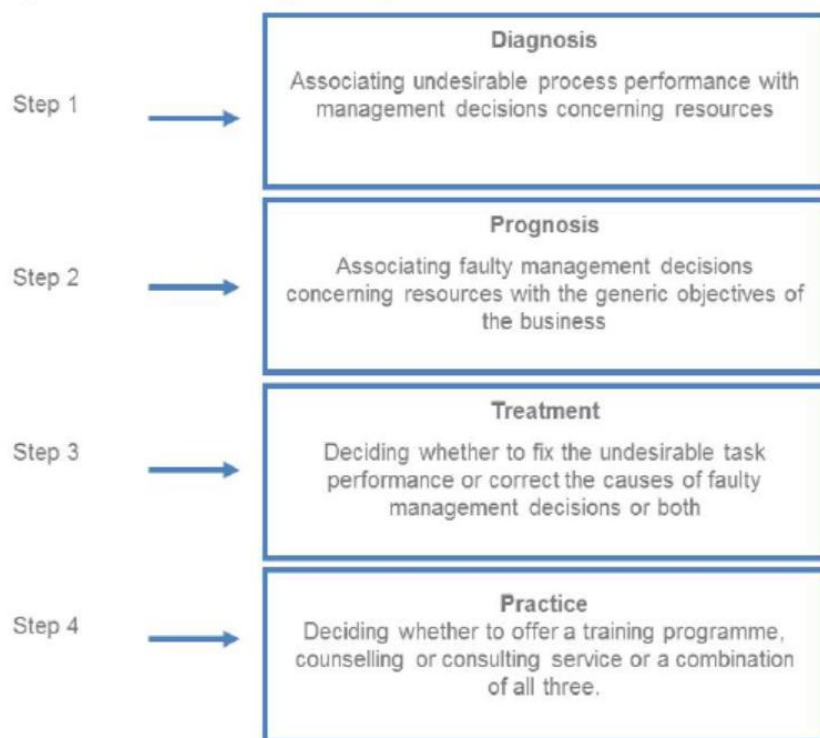 Diagnosis
Step 1
Associating undesirable process performance with
management decisions concerning resources
Prognosis
Step 2
Associating faulty management decisions
concerning resources with the generic objectives of
the business
Treatment
Step 3
Deciding whether to fix the undesirable task
performance or correct the causes of faulty
management decisions or both
Practice
Step 4
Deciding whether to offer a training programme,
counselling or consulting service or a combination
of all three.